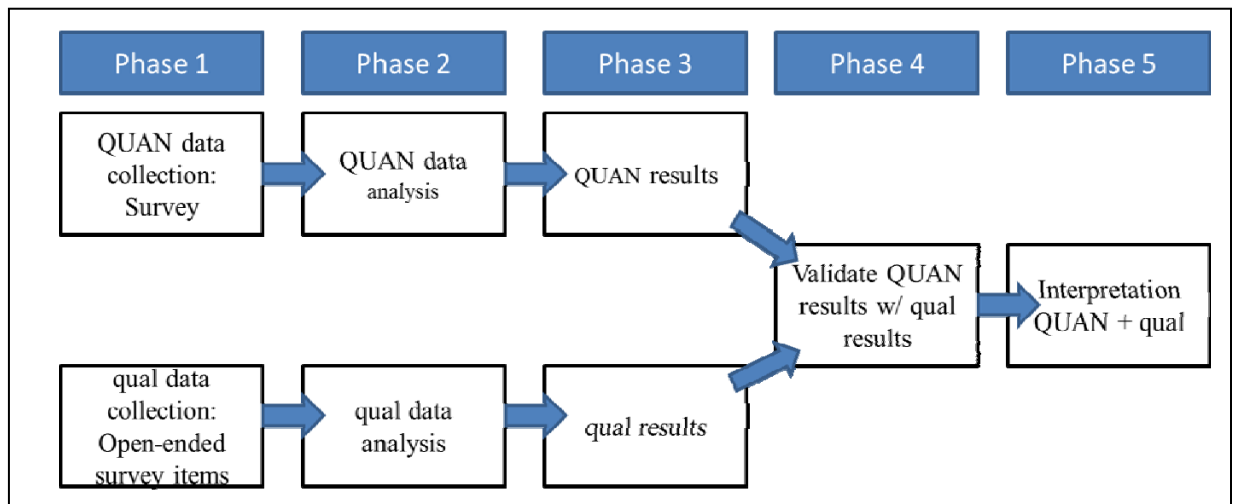 Phase 1
Phase 2
Phase 3
Phase 4
Phase 5
QUAN data
collection:
Survey
QUAN data
analysis
QUAN results
Validate QUAN
results w/ qual
results
Interpretation
QUAN + qual
qual data
collection:
Open-ended
survey items
qual data
analysis
qual results